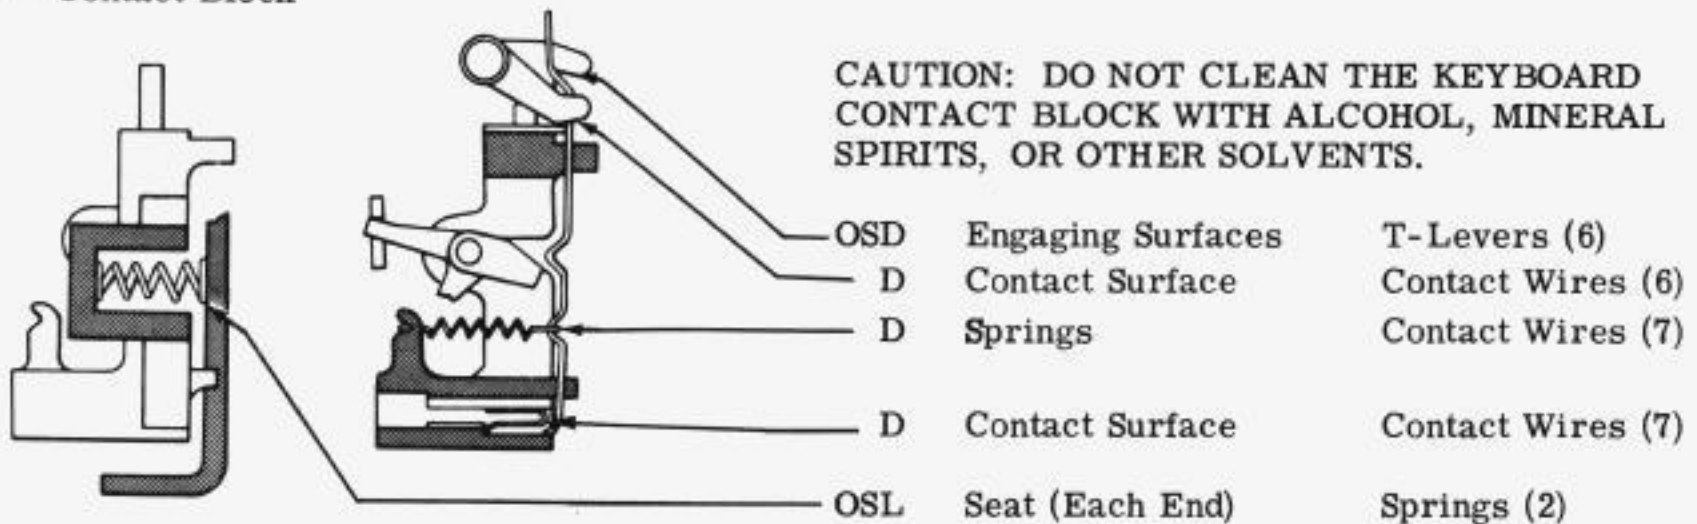 Contact Block
CAUTION: DO NOT CLEAN THE KEYBOARD
CONTACT BLOCK WITH ALCOHOL, MINERAL
SPIRITS, OR OTHER SOLVENTS.
OSD Engaging Surfaces T-Levers (6)
D Contact Surface Contact Wires (6)
D Springs Contact Wires (7)
D Contact Surface Contact Wires (7)
OSL Seat (Each End) Springs (2)